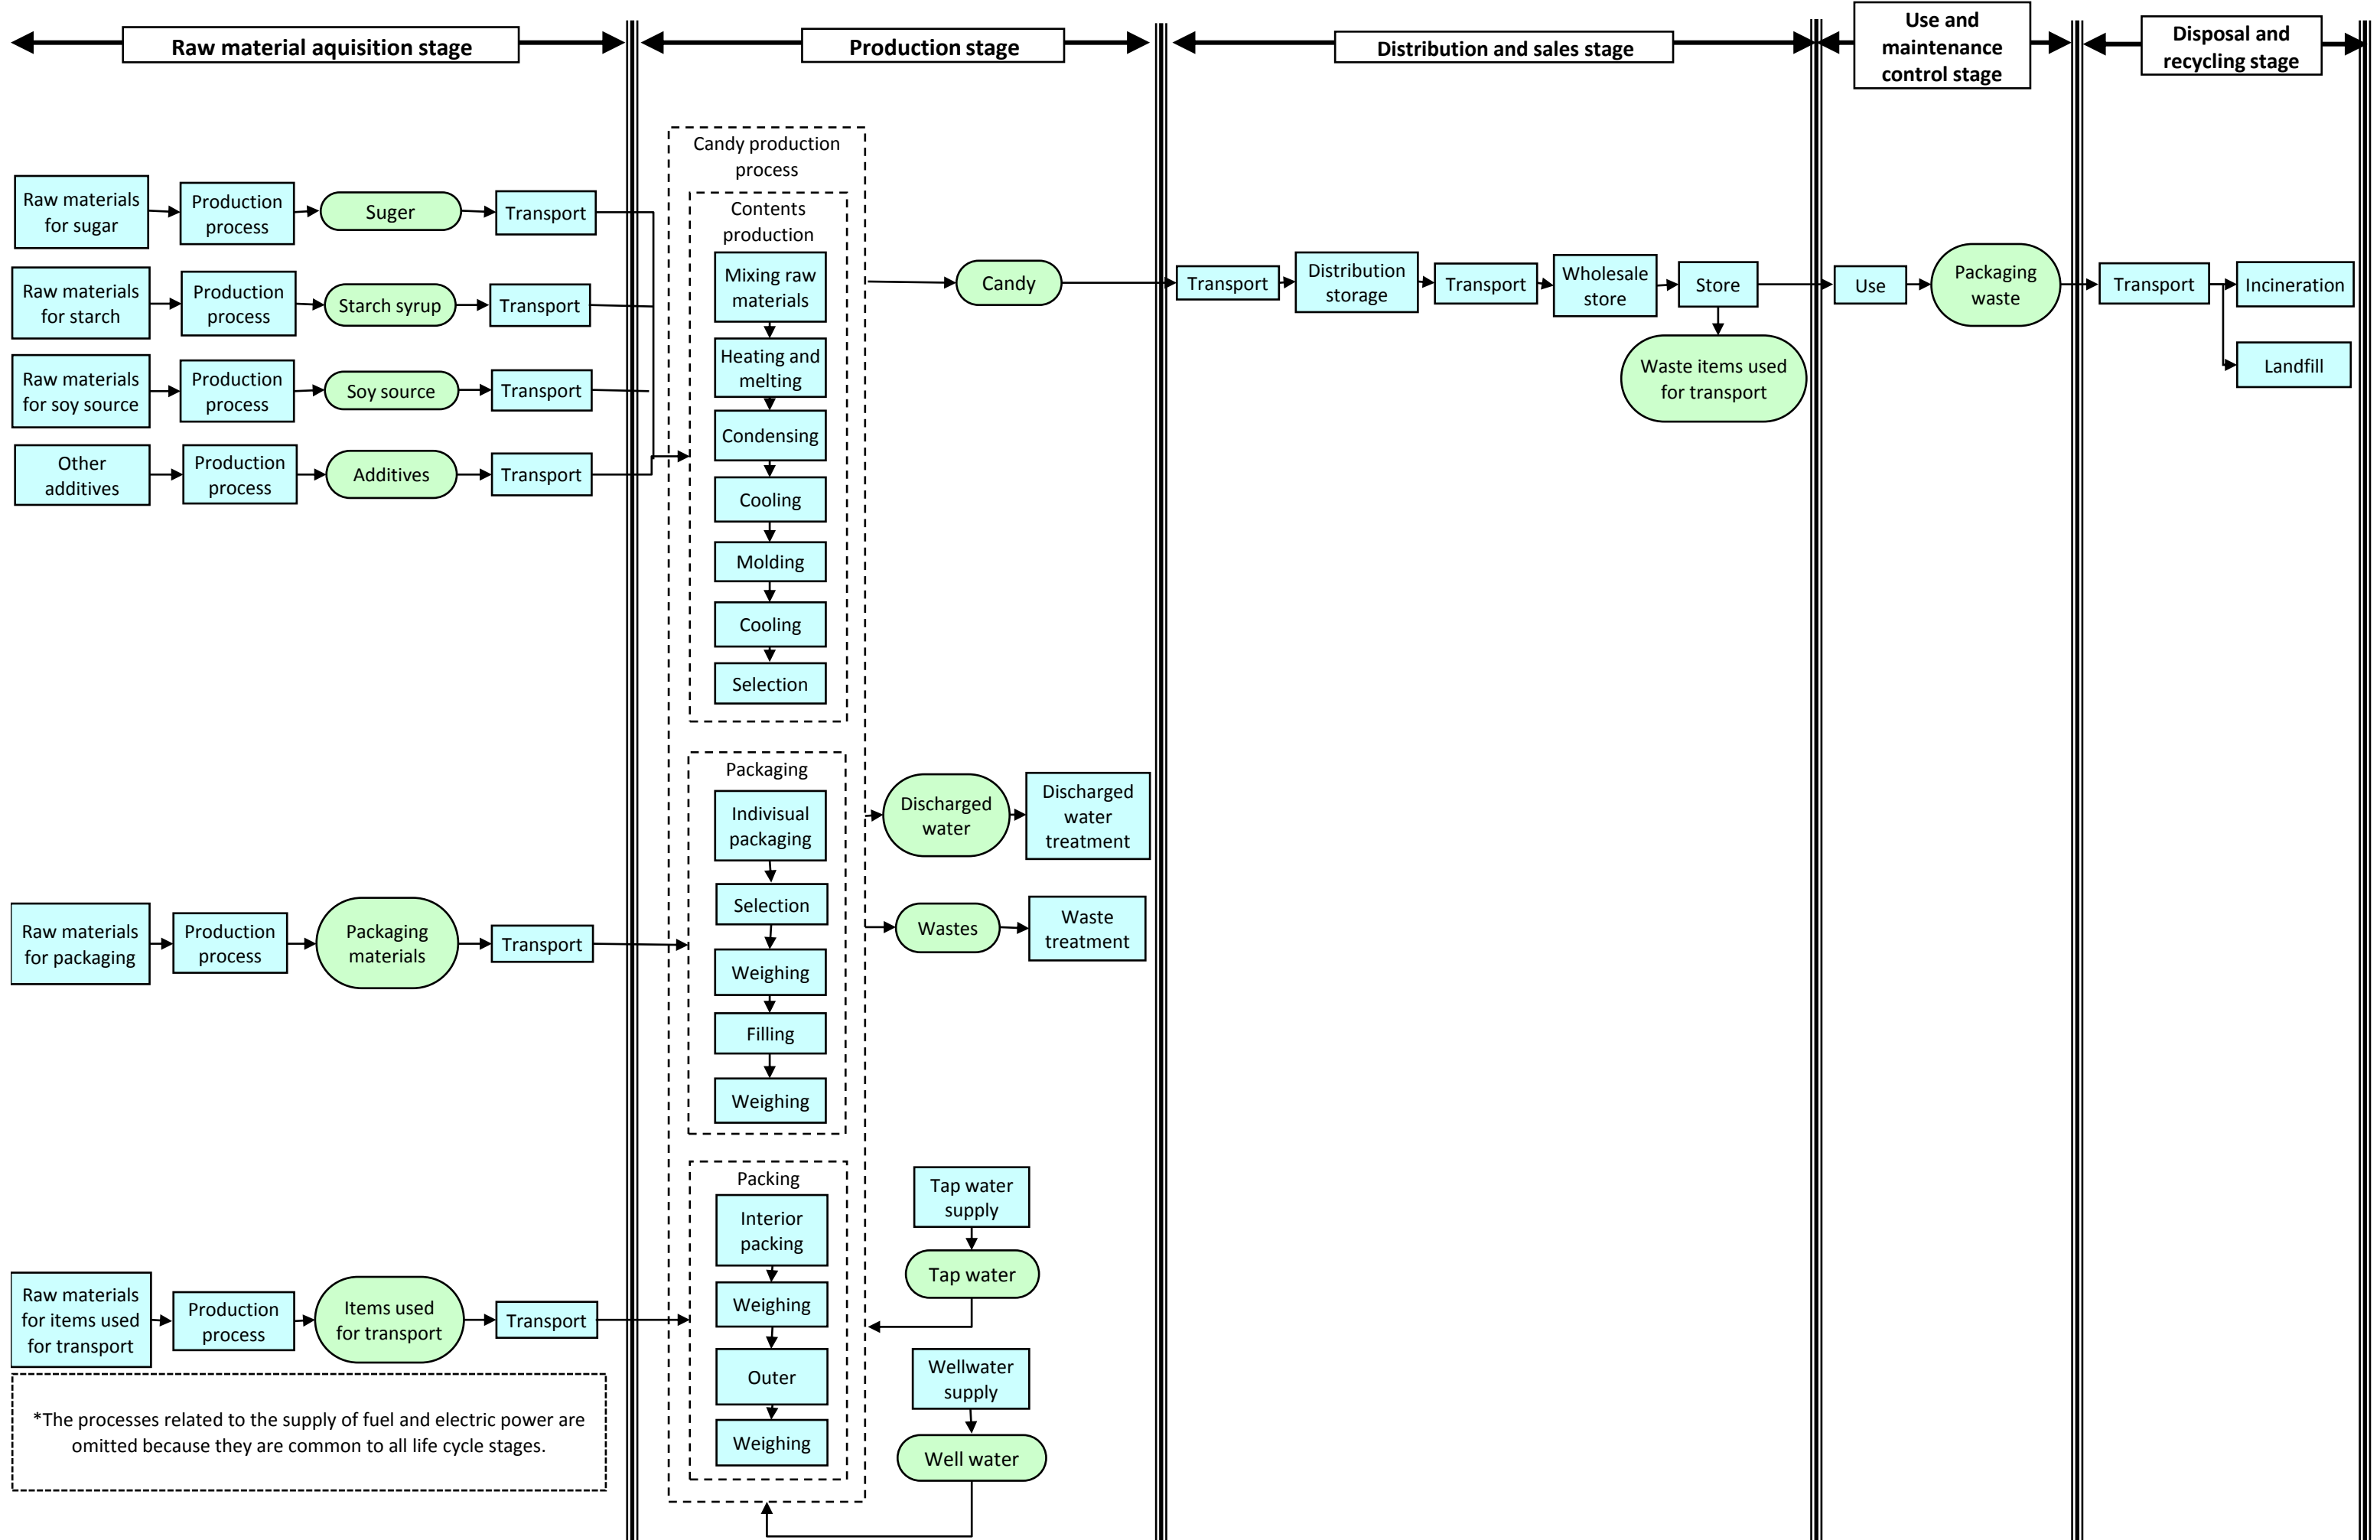 Raw material aquisition stage
Production stage
Distribution and sales stage
Use and
maintenance
control stage
Disposal and
recycling stage
Raw materials
for sugar
Production
process
Suger
Transport
Raw materials
for starch
Production
process
Starch syrup
Transport
Raw materials
for soy source
Production
process
Soy source
Transport
Other
additives
Production
process
Additives
Transport
Raw materials
for packaging
Production
process
Packaging
materials
Transport
Raw materials
for items used
for transport
Production
process
Items used
for transport
Transport
*The processes related to the supply of fuel and electric power are
omitted because they are common to all life cycle stages.
Candy production
process
Contents
production
Mixing raw
materials
Heating and
melting
Condensing
Cooling
Molding
Cooling
Selection
Packaging
Indivisual
packaging
Selection
Weighing
Filling
Weighing
Packing
Interior
packing
Weighing
Outer
Weighing
Candy
Discharged
water
Discharged
water
treatment
Wastes
Waste
treatment
Tap water
supply
Tap water
Wellwater
supply
Well water
Transport
Distribution
storage
Transport
Wholesale
store
Store
Waste items used
for transport
Use
Packaging
waste
Transport
Incineration
Landfill